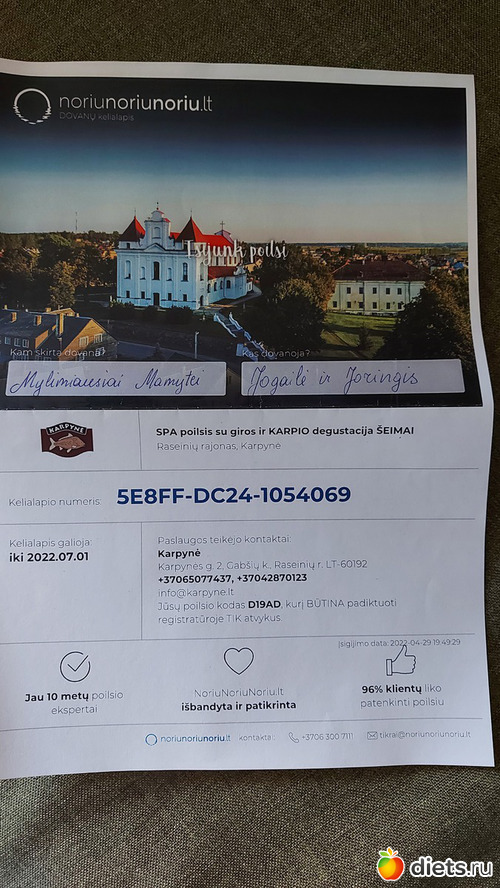 noriunoriunoriu.lt
DOVANŲ kelialapis
Įsijunk poilsį
Kam skirta dovana?
Kas dovanoja?
Mylimiausiai Mamytei
Jogailė ir Joringis
KARPYNĖ
SPA poilsis su giros ir KARPIO degustacija ŠEIMAI
Raseinių rajonas, Karpynė
Kelialapio numeris: 5E8FF-DC24-1054069
Kelialapis galioja:
iki 2022.07.01
Paslaugos teikėjo kontaktai:
Karpynė
Karpynės g. 2, Gabšių k., Raseinių r. LT-60192
+37065077437, +37042870123
info@karpyne.lt
Jūsų poilsio kodas D19AD, kurį BŪTINA padiktuoti
registratūroje TIK atvykus.
Įsigijimo data: 2022-04-29 19:49:29
Jau 10 metų poilsio
ekspertai
NoriuNoriuNoriu.lt
išbandyta ir patikrinta
96% klientų liko
patenkinti poilsiu
noriunoriunoriu.lt kontaktai: +3706 300 7111 tikrai@noriunoriunoriu.lt
diets.ru